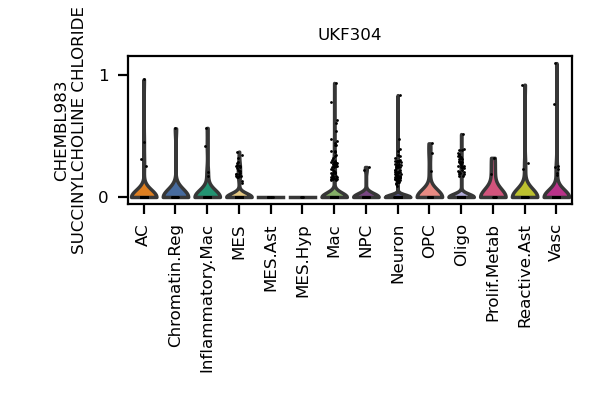 UKF304
CHEMBL983
SUCCINYLCHOLINE CHLORIDE
1
0
AC
Chromatin.Reg
Inflammatory.Mac
MES
MES.Ast
MES.Hyp
Mac
NPC
Neuron
OPC
Oligo
Prolif.Metab
Reactive.Ast
Vasc